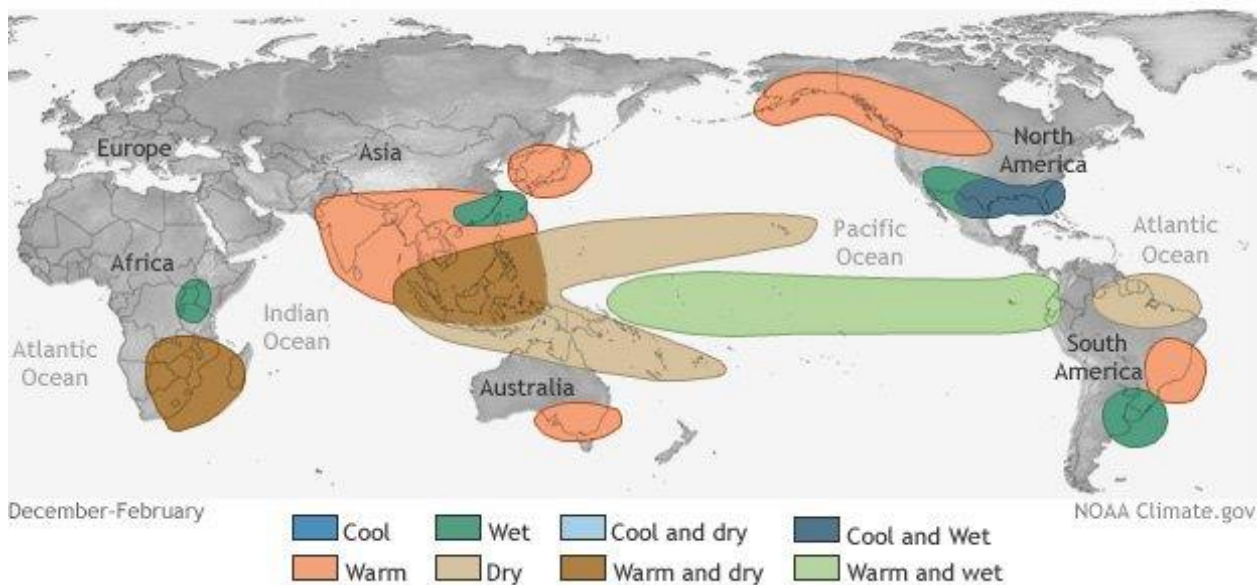 Europe
Asia
North
America
Africa
Pacific
Ocean
Atlantic
Ocean
Indian
Ocean
Atlantic
Ocean
Australia
South
America
December-February
NOAA Climate.gov
Cool
Wet
Cool and dry
Cool and Wet
Warm
Dry
Warm and dry
Warm and wet